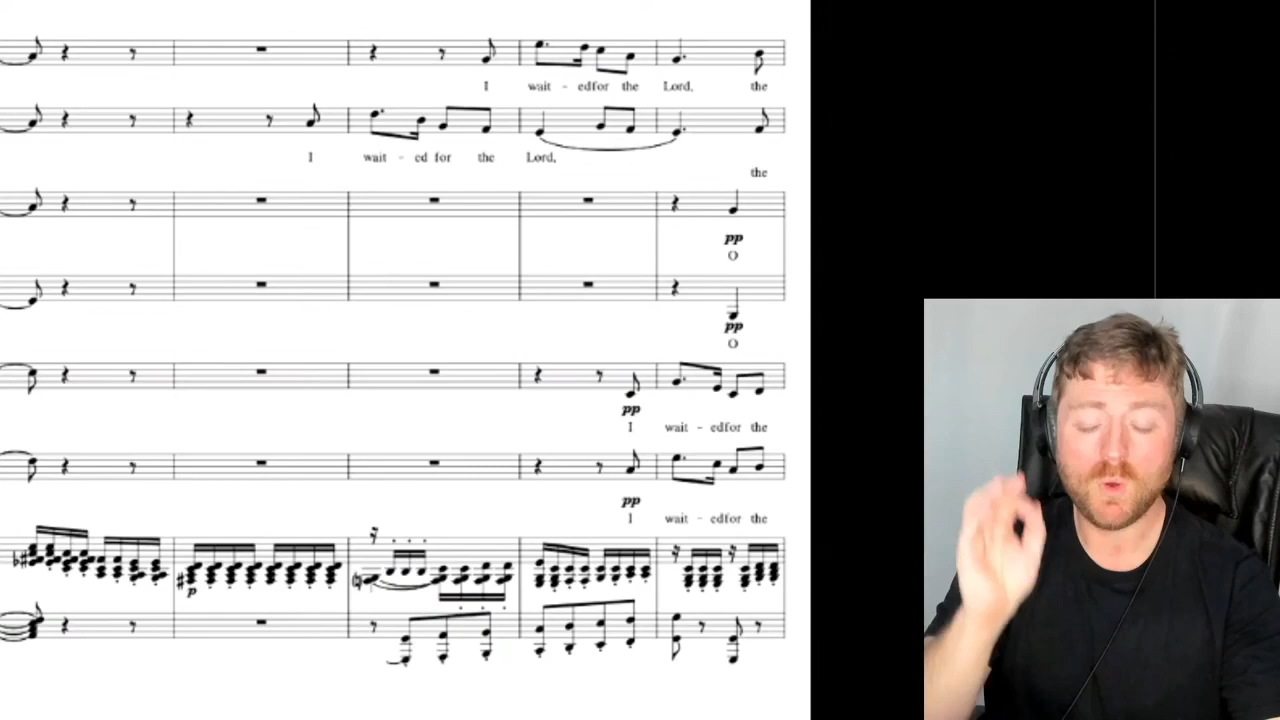 I wait - edfor the Lord, the
I wait - ed for the Lord,
the
pp
O
pp
O
pp
I wait - edfor the
pp
I wait - edfor the
p